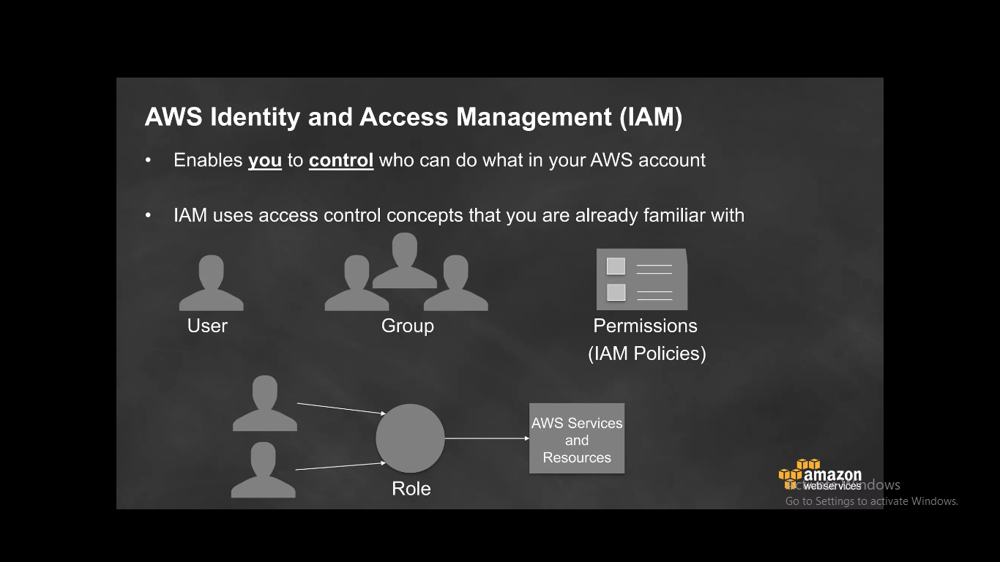 AWS Identity and Access Management (IAM)
• Enables you to control who can do what in your AWS account
• IAM uses access control concepts that you are already familiar with
User
Group
Permissions
(IAM Policies)
AWS Services
and
Resources
Role
amazon
webservices
Activate Windows
Go to Settings to activate Windows.